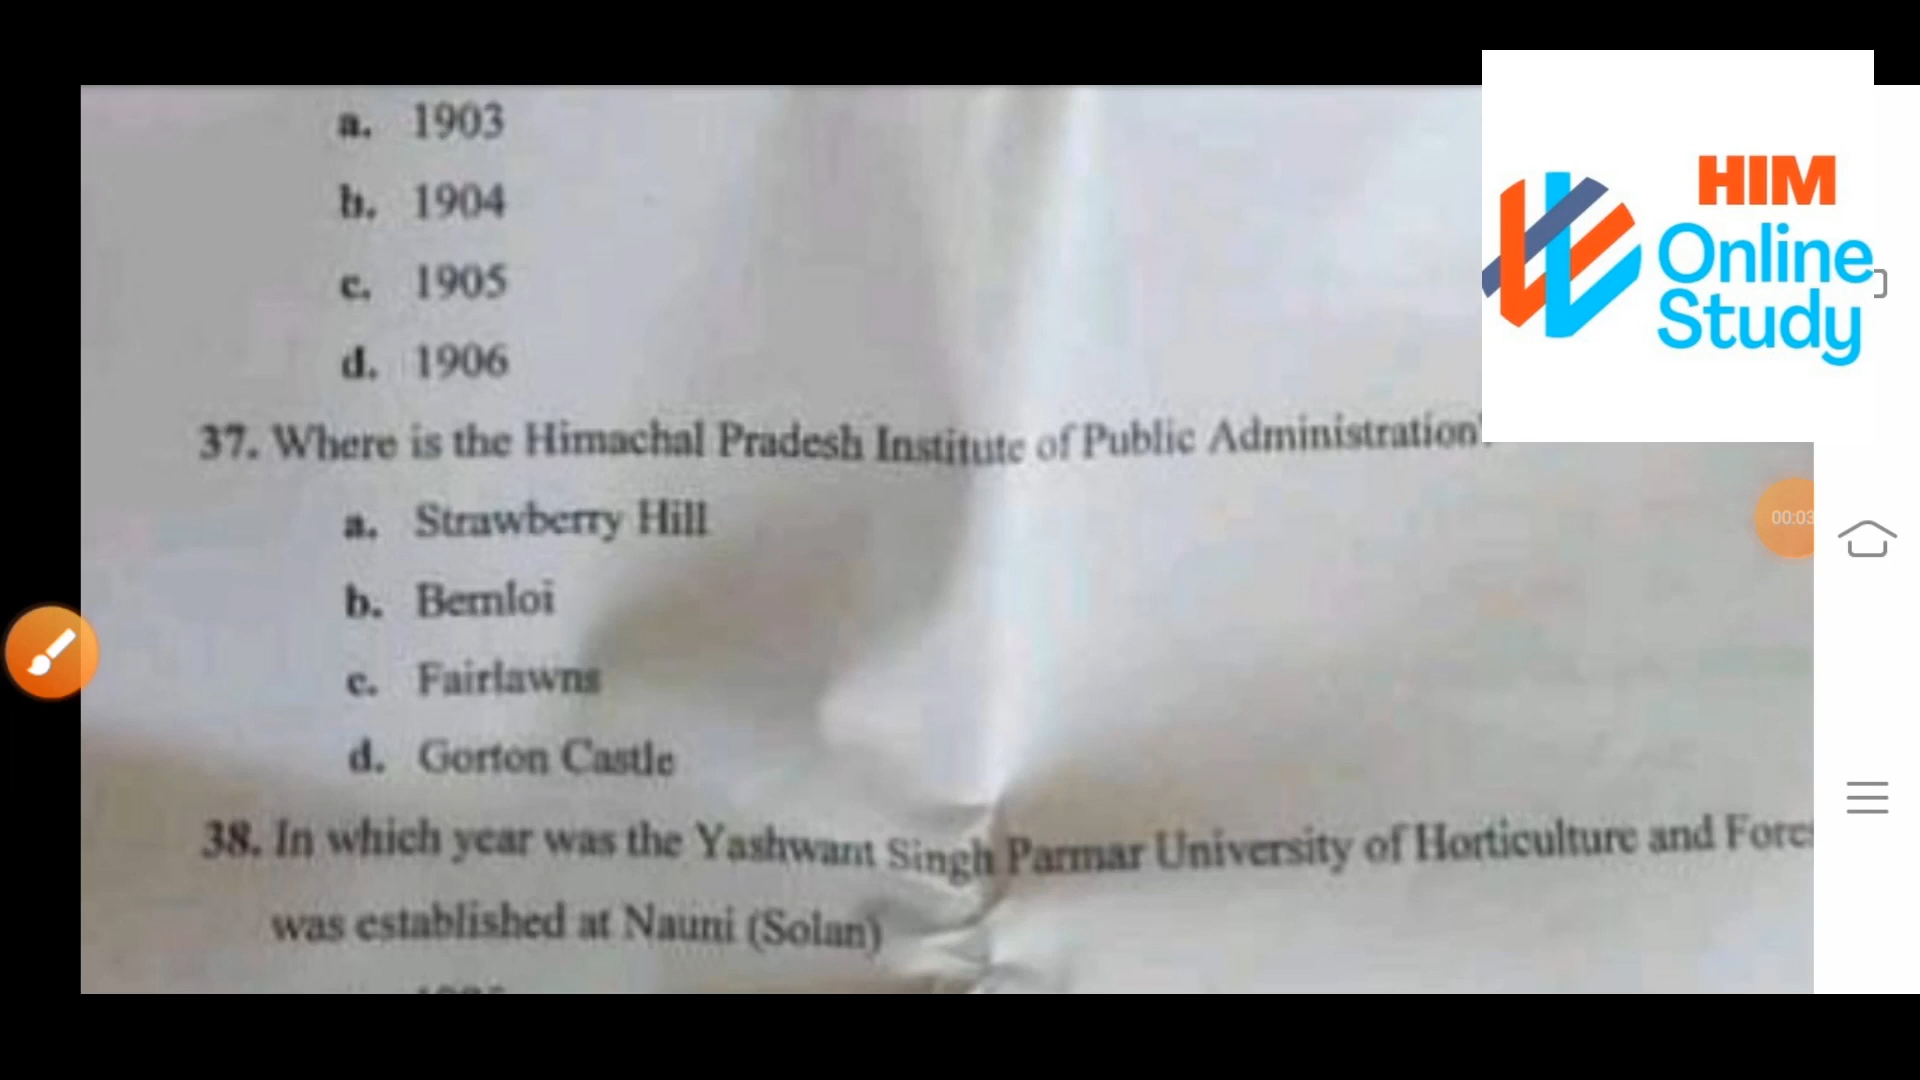 a. 1903
b. 1904
c. 1905
d. 1906
HIM
Online
Study
37. Where is the Himachal Pradesh Institute of Public Administration?
a. Strawberry Hill
00:03
b. Bemloi
c. Fairlawns
d. Gorton Castle
38. In which year was the Yashwant Singh Parmar University of Horticulture and Fores
was established at Nauni (Solan)